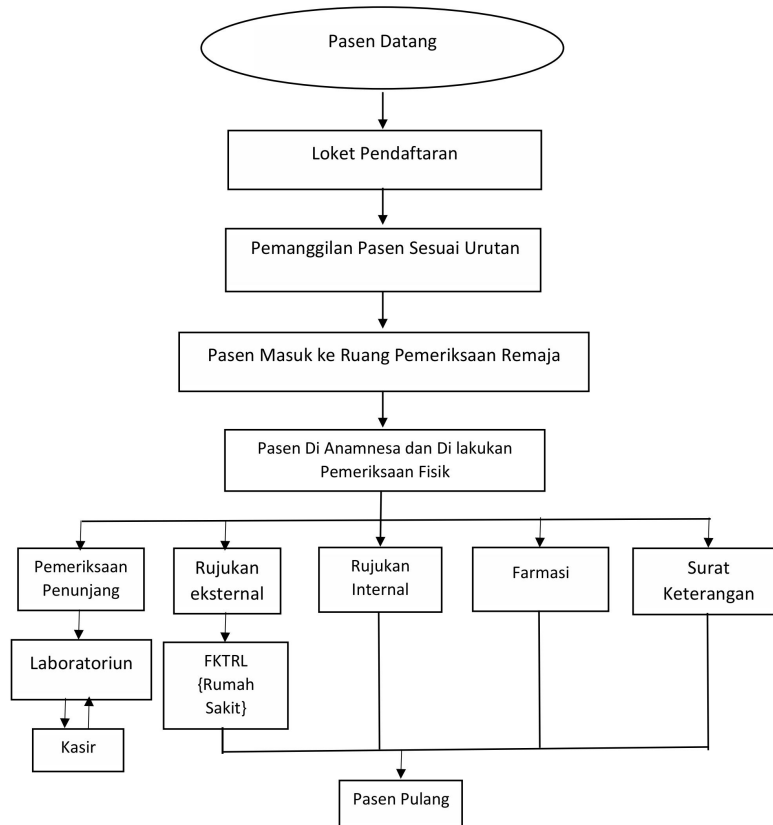 Pasen Datang
Loket Pendaftaran
Pemanggilan Pasen Sesuai Urutan
Pasen Masuk ke Ruang Pemeriksaan Remaja
Pasen Di Anamnesa dan Di lakukan
Pemeriksaan Fisik
Pemeriksaan
Penunjang
Rujukan
eksternal
Rujukan
Internal
Farmasi
Surat
Keterangan
Laboratoriun
FKTRL
{Rumah
Sakit}
Kasir
Pasen Pulang